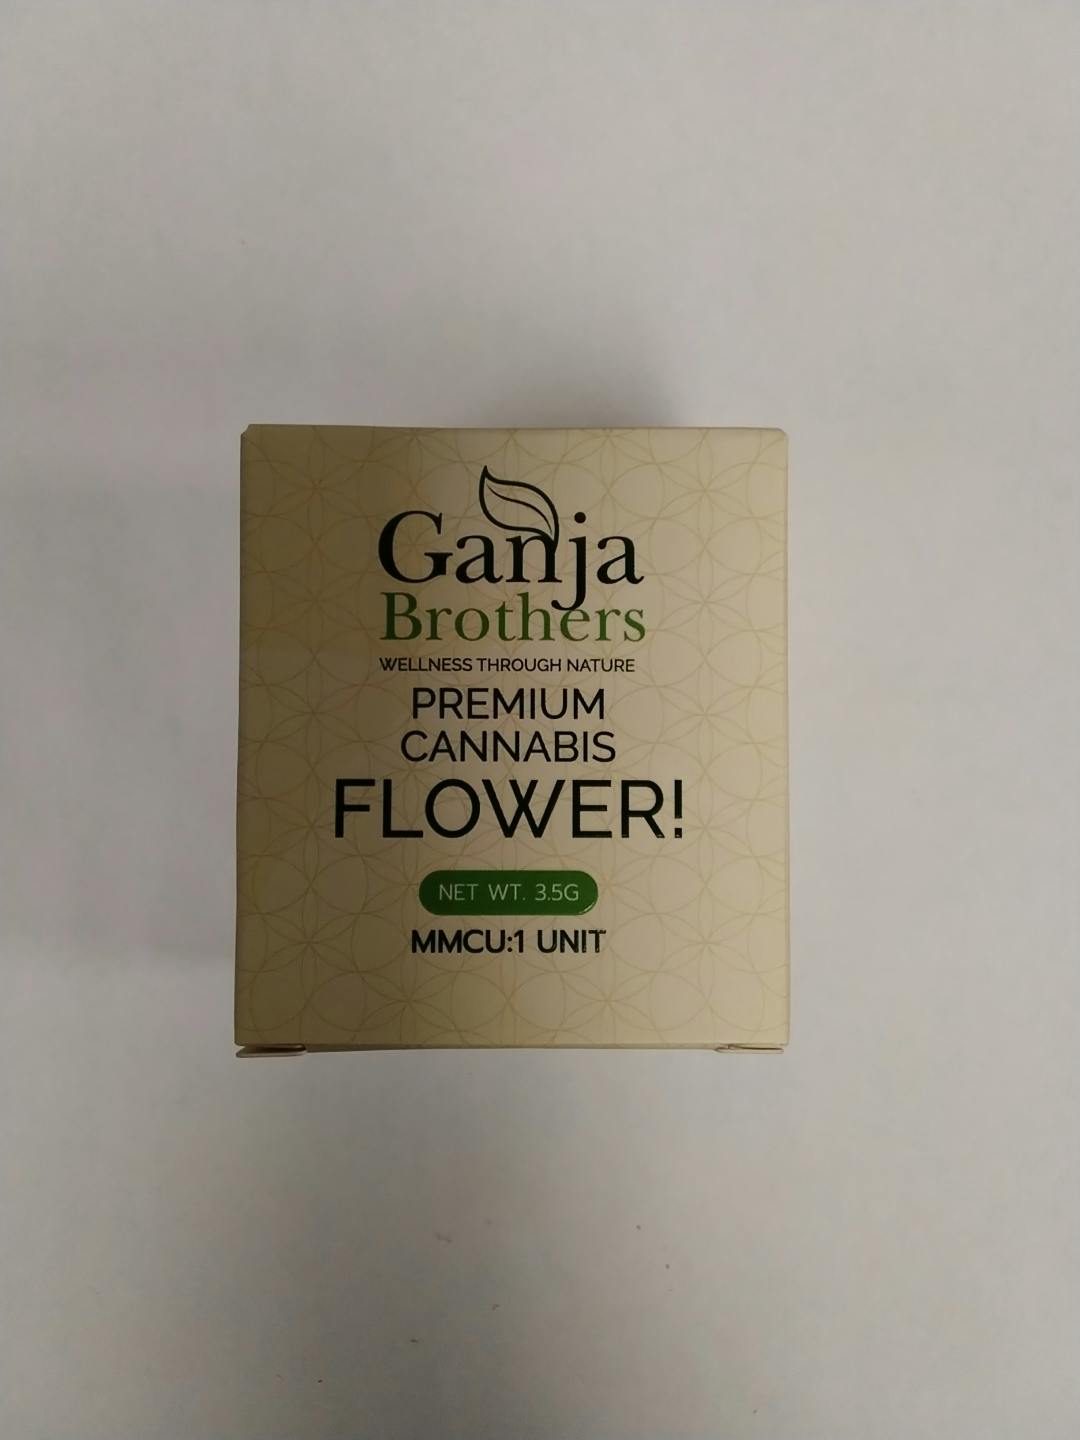 Ganja
Brothers
WELLNESS THROUGH NATURE
PREMIUM
CANNABIS
FLOWER!
NET WT. 3.5G
MMCU:1 UNIT